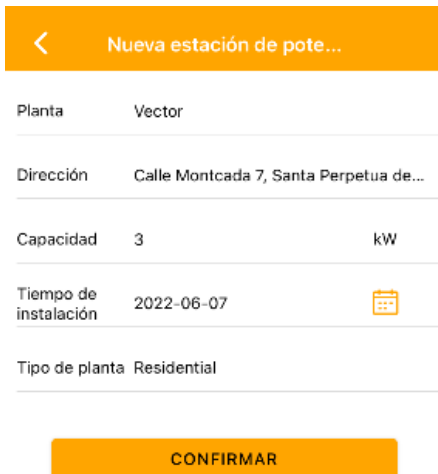 Nueva estación de pote...
Planta Vector
Dirección Calle Montcada 7, Santa Perpetua de...
Capacidad 3 kW
Tiempo de
instalación 2022-06-07
Tipo de planta Residential
CONFIRMAR